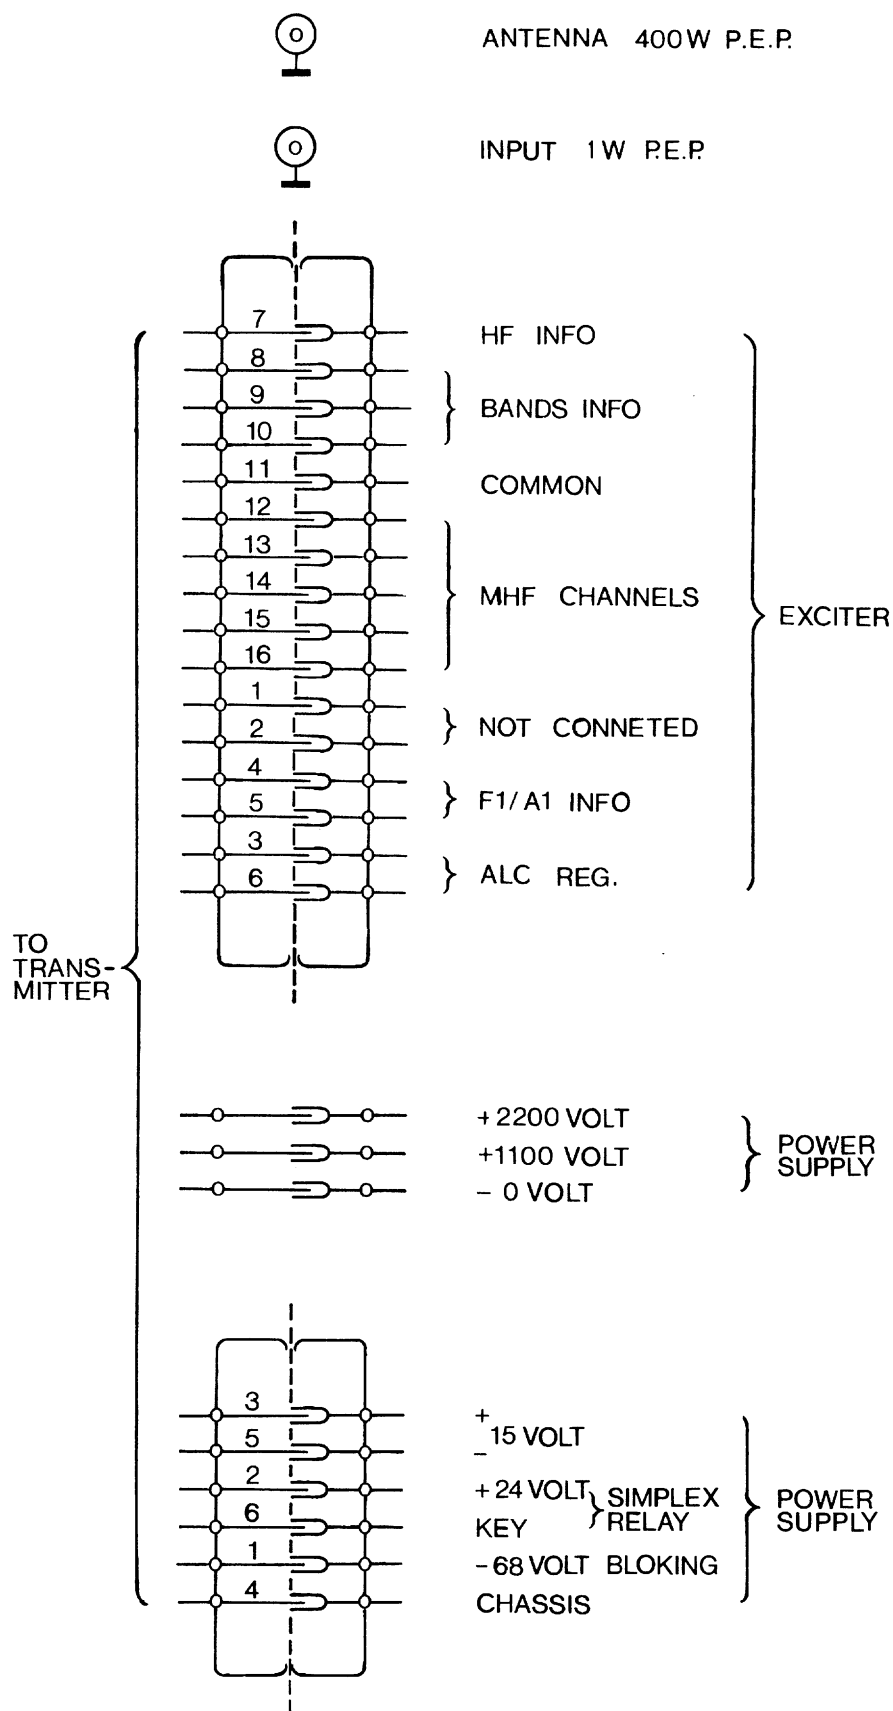 ANTENNA 400W P.E.P.
INPUT 1W P.E.P.
7 HF INFO
8
9 BANDS INFO
10
11 COMMON
12
13
14 MHF CHANNELS
15
16
EXCITER
1
2
NOT CONNETED
4
5
F1/A1 INFO
3
6
ALC REG.
TO
TRANS-
MITTER
+2200 VOLT
+1100 VOLT
- 0 VOLT
POWER
SUPPLY
3 +
15 VOLT
5 -
2 +24 VOLT
6 KEY
SIMPLEX
RELAY
1 -68 VOLT BLOKING
4 CHASSIS
POWER
SUPPLY